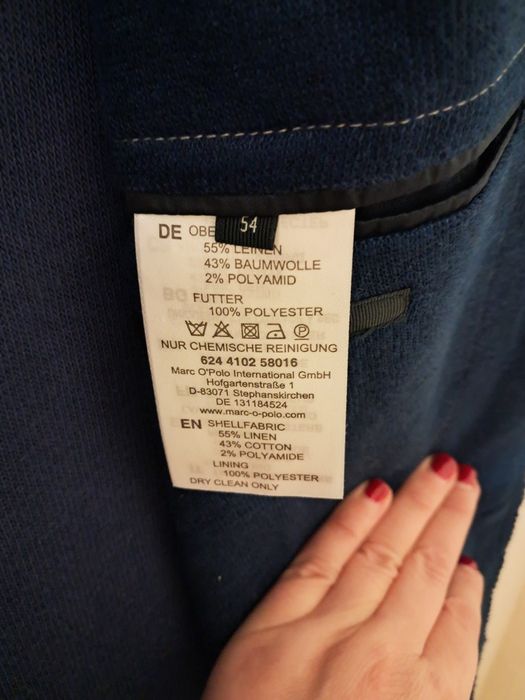 54
DE
55% LEINEN
43% BAUMWOLLE
2% POLYAMID
FUTTER
100% POLYESTER
NUR CHEMISCHE REINIGUNG
624 4102 58016
Marc O'Polo International GmbH
Hofgartenstraße 1
D-83071 Stephanskirchen
DE 131184524
www.marc-o-polo.com
EN SHELLFABRIC
55% LINEN
43% COTTON
2% POLYAMIDE
LINING
100% POLYESTER
DRY CLEAN ONLY